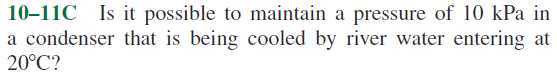 10–11C Is it possible to maintain a pressure of 10 kPa in
a condenser that is being cooled by river water entering at
20°C?